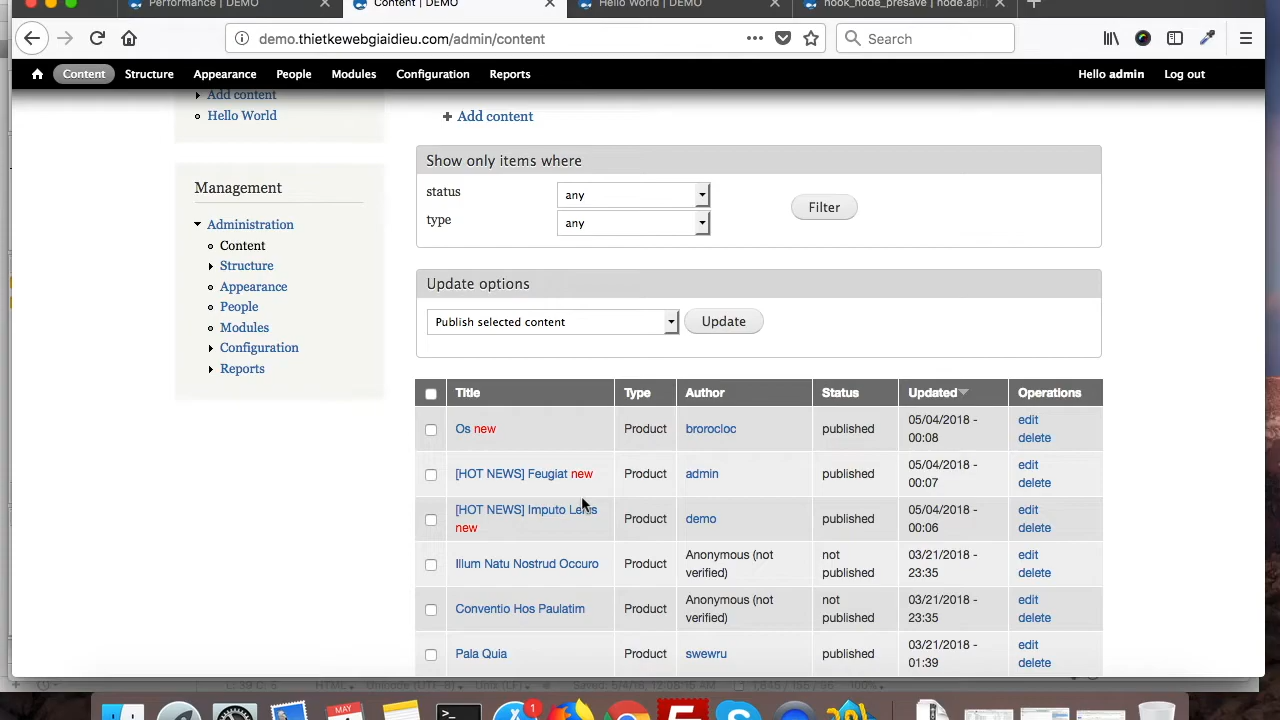 Performance | DEMO
Content | DEMO
Hello World | DEMO
hook_node_presave | node.api.
demo.thietkewebgiaidieu.com/admin/content
Search
Content
Structure
Appearance
People
Modules
Configuration
Reports
Hello admin
Log out
Add content
Hello World
Management
Administration
Content
Structure
Appearance
People
Modules
Configuration
Reports
Add content
Show only items where
status
any
type
any
Filter
Update options
Publish selected content
Update
Title Type Author Status Updated Operations
Os new Product brorocloc published 05/04/2018 - 00:08 edit delete
[HOT NEWS] Feugiat new Product admin published 05/04/2018 - 00:07 edit delete
[HOT NEWS] Imputo Lenis new Product demo published 05/04/2018 - 00:06 edit delete
Illum Natu Nostrud Occuro Product Anonymous (not verified) not published 03/21/2018 - 23:35 edit delete
Conventio Hos Paulatim Product Anonymous (not verified) not published 03/21/2018 - 23:35 edit delete
Pala Quia Product swewru published 03/21/2018 - 01:39 edit delete
MAY
1